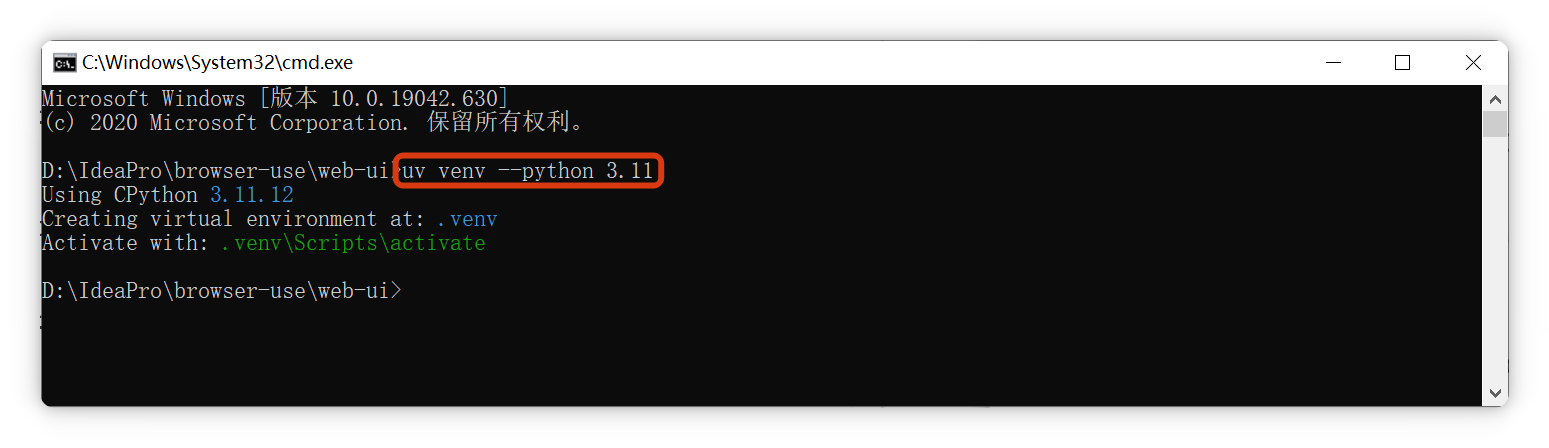 C:\Windows\System32\cmd.exe
Microsoft Windows [版本 10.0.19042.630]
(c) 2020 Microsoft Corporation. 保留所有权利。
D:\IdeaPro\browser-use\web-ui>uv venv --python 3.11
Using CPython 3.11.12
Creating virtual environment at: .venv
Activate with: .venv\Scripts\activate
D:\IdeaPro\browser-use\web-ui>